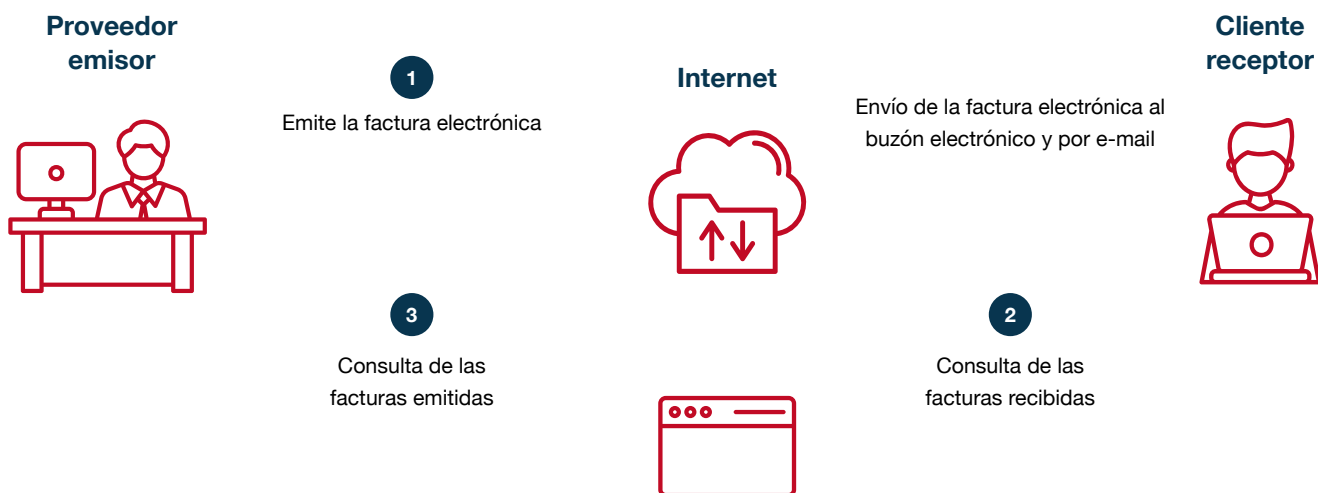 Proveedor
emisor
1
Emite la factura electrónica
Internet
Envío de la factura electrónica al
buzón electrónico y por e-mail
Cliente
receptor
3
Consulta de las
facturas emitidas
2
Consulta de las
facturas recibidas